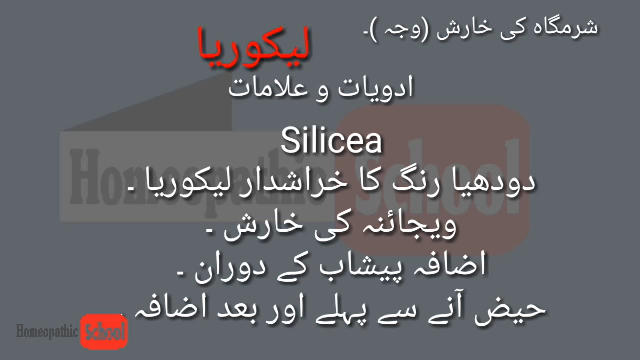 شرمگاہ کی خارش (وجہ )۔
لیکوریا
ادویات و علامات
Silicea
دودھیا رنگ کا خراشدار لیکوریا ۔
ویجائنہ کی خارش ۔
اضافہ پیشاب کے دوران ۔
حیض آنے سے پہلے اور بعد اضافہ ۔
Homeopathic School
Homeopathic School